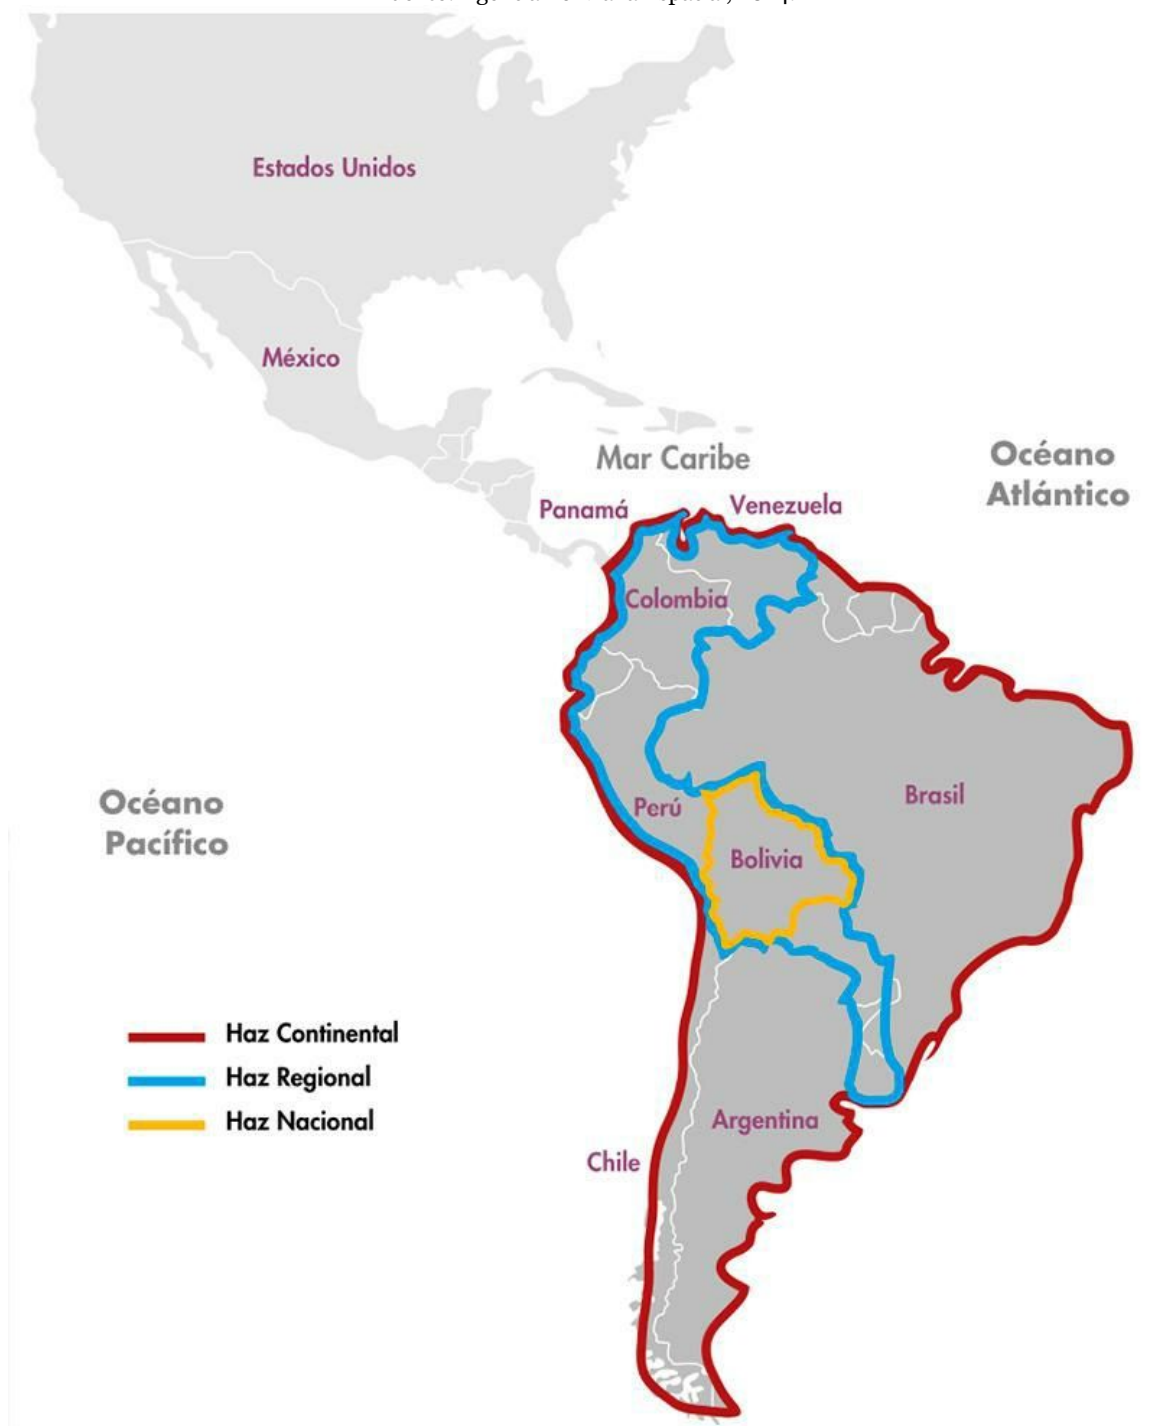 Estados Unidos
México
Mar Caribe
Océano
Atlántico
Panamá
Venezuela
Colombia
Océano
Pacífico
Perú
Brasil
Bolivia
Haz Continental
Haz Regional
Haz Nacional
Argentina
Chile